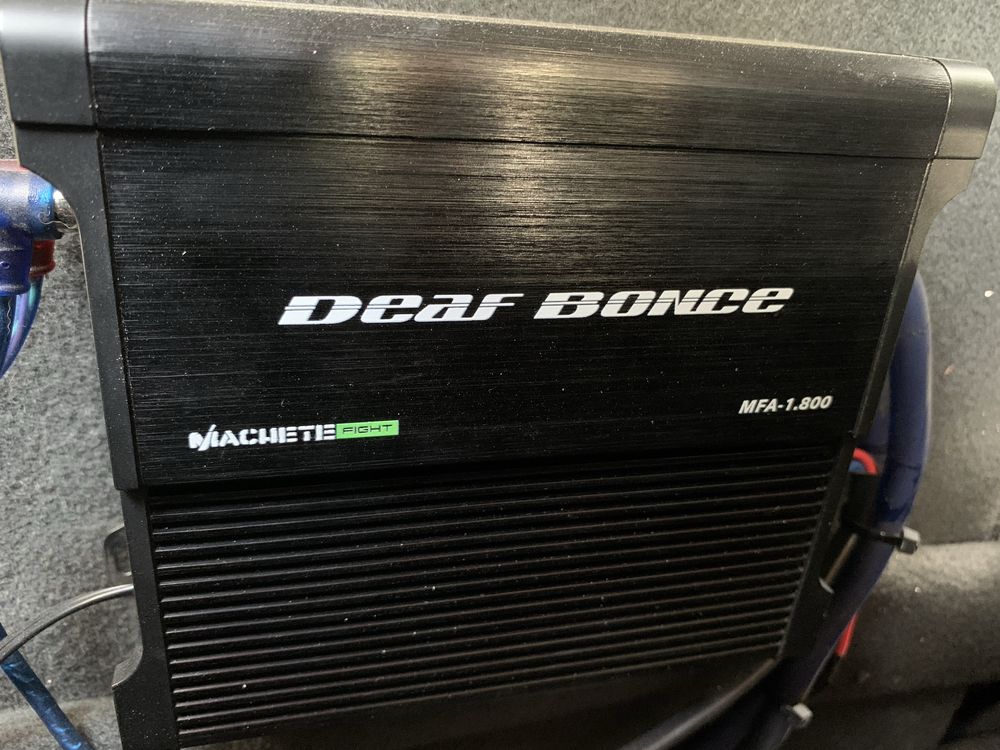 Deaf Bonce
MFA-1.800
MACHETE FIGHT